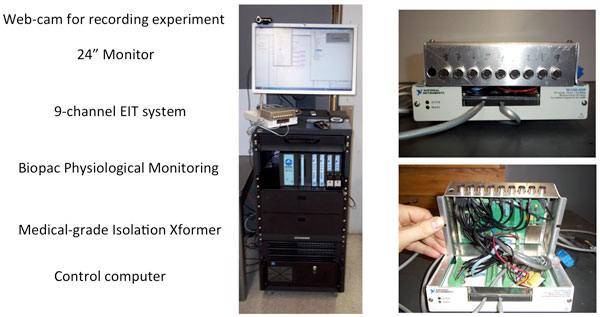 Web-cam for recording experiment
24” Monitor
9-channel EIT system
Biopac Physiological Monitoring
Medical-grade Isolation Xformer
Control computer
NATIONAL
INSTRUMENTS
NATIONAL
INSTRUMENTS